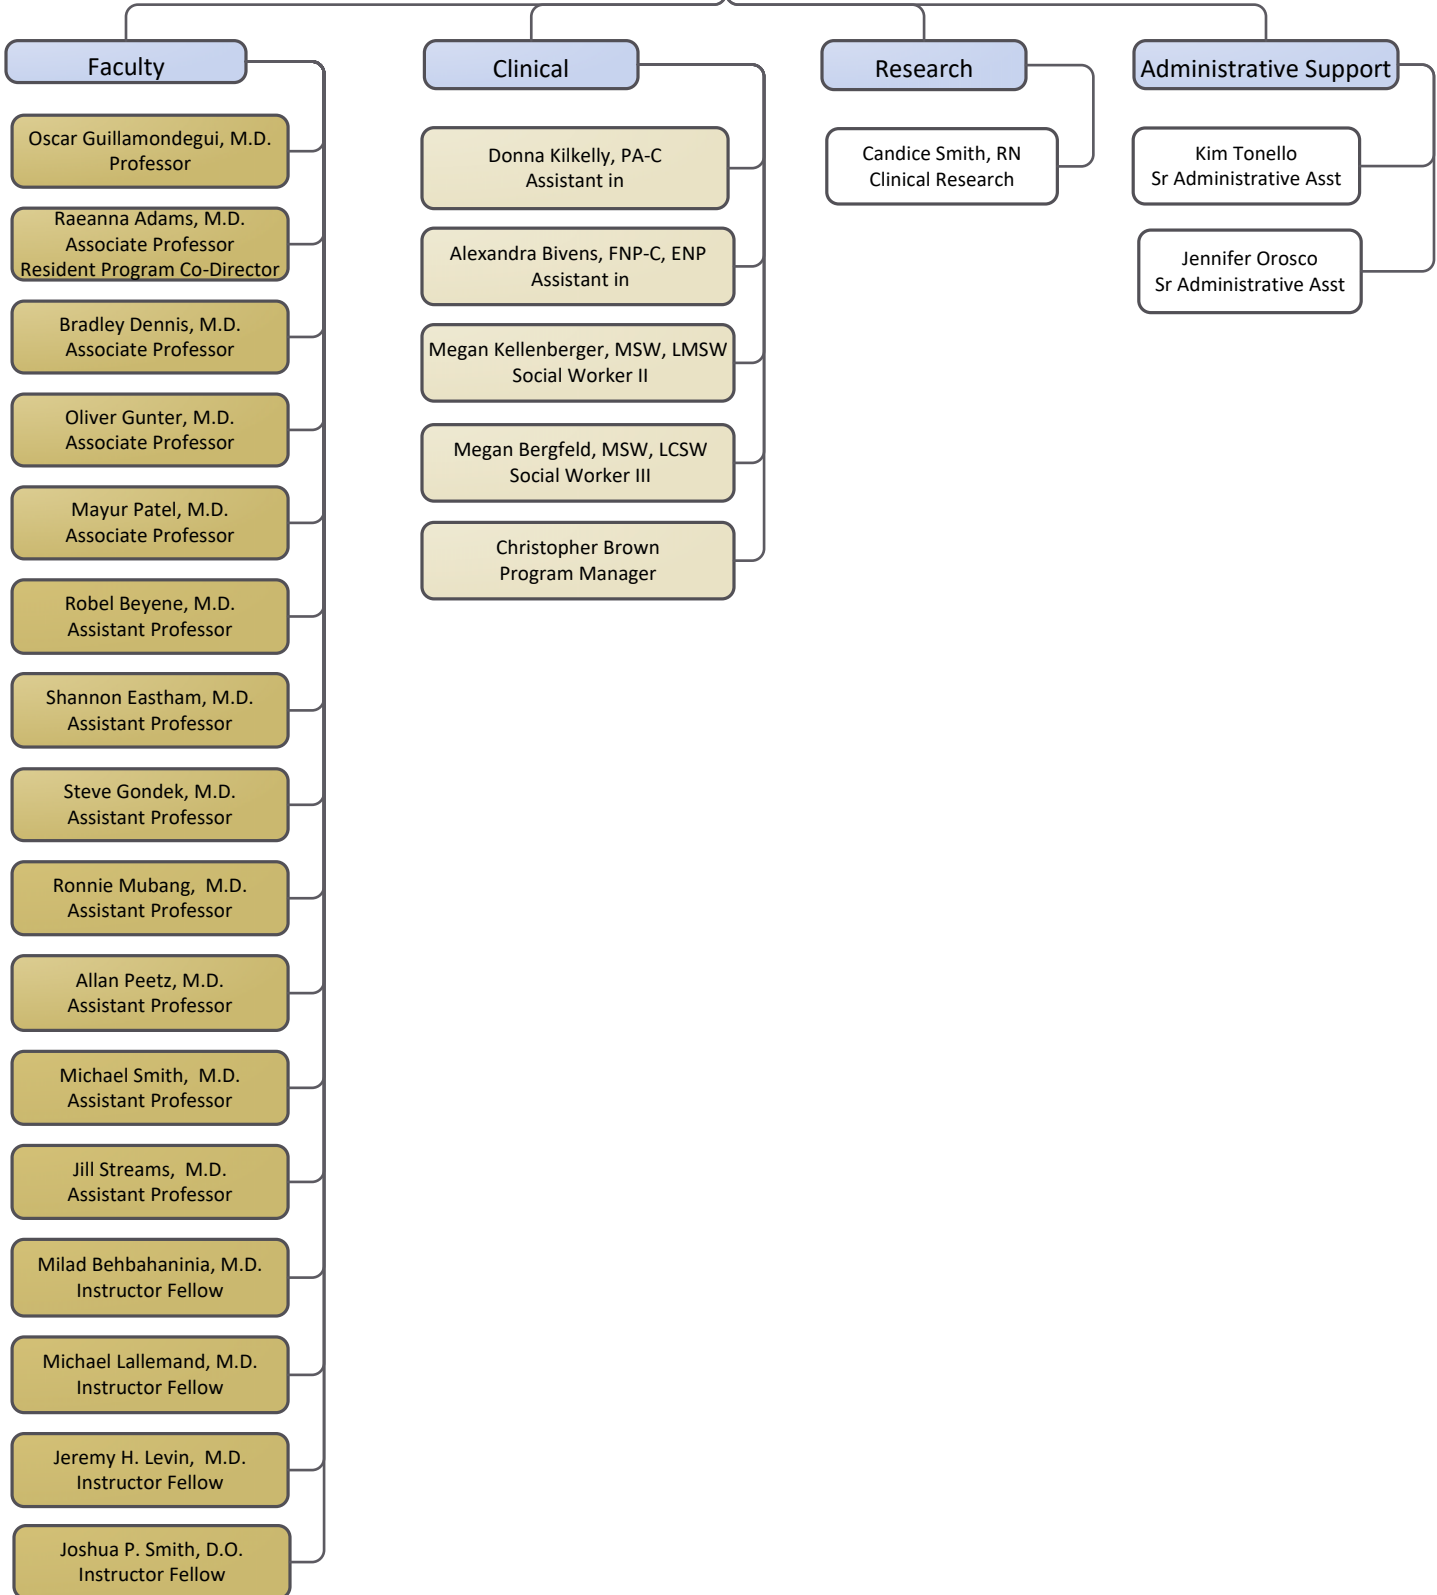 Faculty
Oscar Guillamondegui, M.D.
Professor
Raeanna Adams, M.D.
Associate Professor
Resident Program Co-Director
Bradley Dennis, M.D.
Associate Professor
Oliver Gunter, M.D.
Associate Professor
Mayur Patel, M.D.
Associate Professor
Robel Beyene, M.D.
Assistant Professor
Shannon Eastham, M.D.
Assistant Professor
Steve Gondek, M.D.
Assistant Professor
Ronnie Mubang,  M.D.
Assistant Professor
Allan Peetz, M.D.
Assistant Professor
Michael Smith,  M.D.
Assistant Professor
Jill Streams,  M.D.
Assistant Professor
Milad Behbahaninia, M.D.
Instructor Fellow
Michael Lallemand, M.D.
Instructor Fellow
Jeremy H. Levin,  M.D.
Instructor Fellow
Joshua P. Smith, D.O.
Instructor Fellow
Clinical
Donna Kilkelly, PA-C
Assistant in
Alexandra Bivens, FNP-C, ENP
Assistant in
Megan Kellenberger, MSW, LMSW
Social Worker II
Megan Bergfeld, MSW, LCSW
Social Worker III
Christopher Brown
Program Manager
Research
Candice Smith, RN
Clinical Research
Administrative Support
Kim Tonello
Sr Administrative Asst
Jennifer Orosco
Sr Administrative Asst